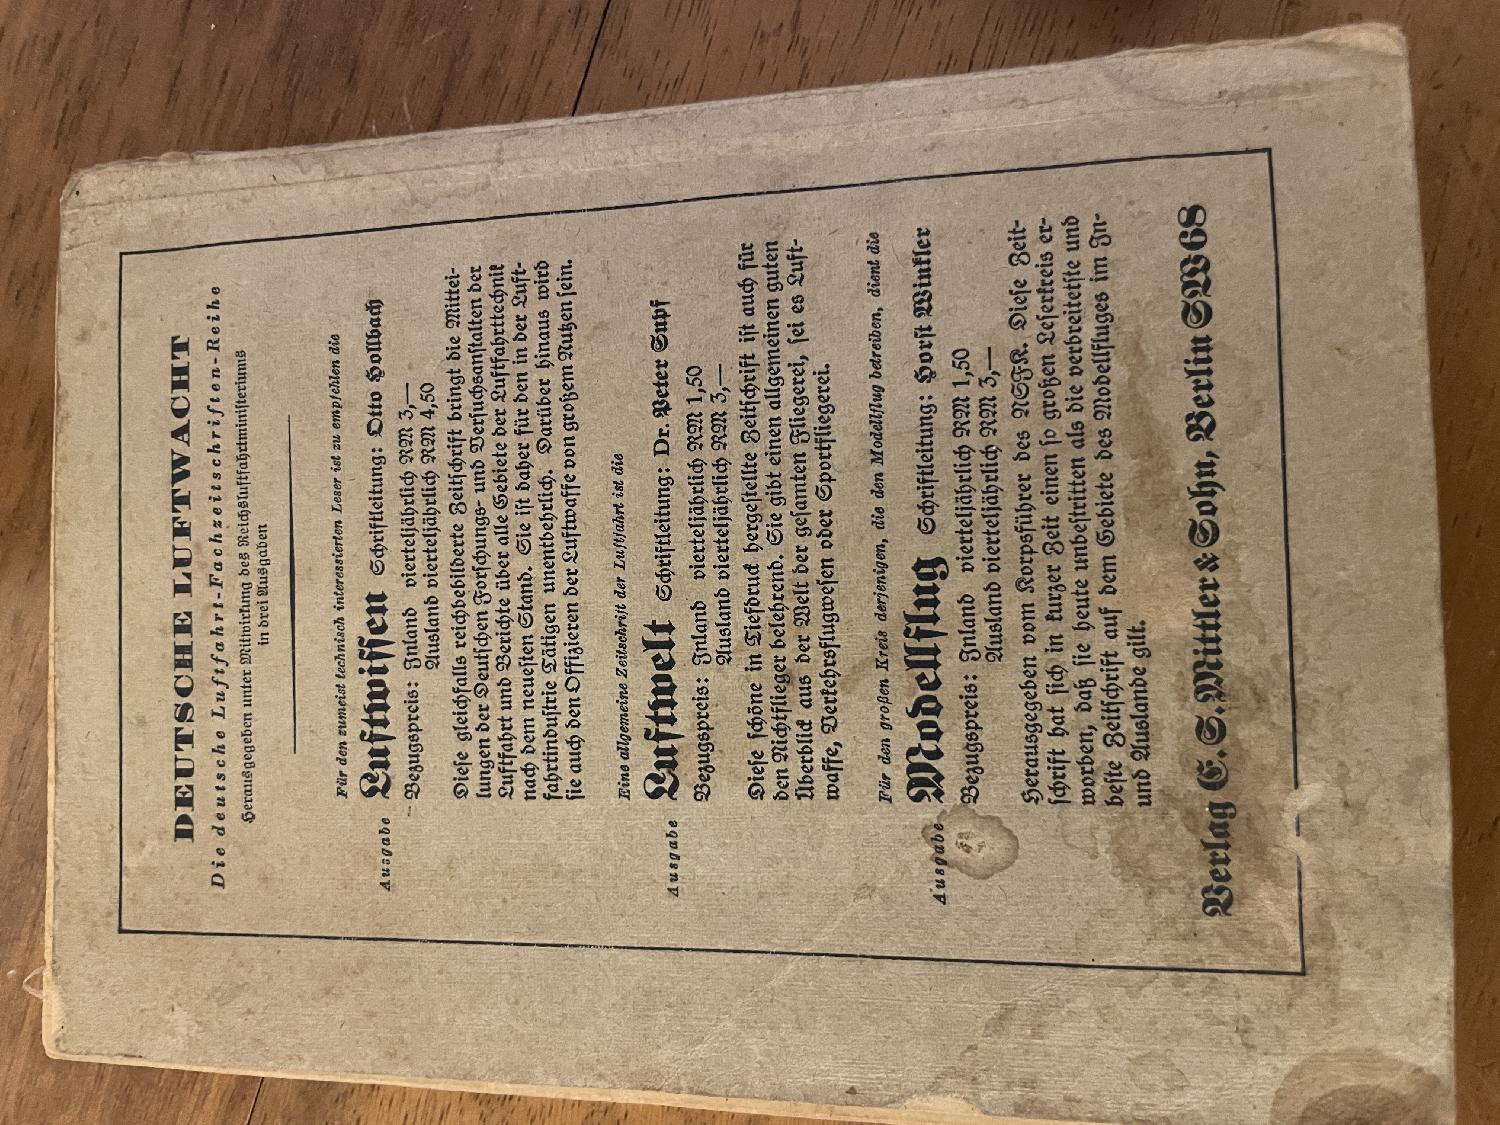 DEUTSCHE LUFTWACHT
Die deutsche Luftfahrt-Fachzeitschriften-Reihe
Herausgegeben unter Mitwirkung des Reichsluftfahrtministeriums
in drei Ausgaben
Für den zumeist technisch interessierten Leser ist zu empfehlen die
Ausgabe Luftwissen Schriftleitung: Otto Hollbach
Bezugspreis: Inland vierteljährlich RM 3,—
Ausland vierteljährlich RM 4,50
Diese gleichfalls reichbebilderte Zeitschrift bringt die Mittei-
lungen der Deutschen Forschungs- und Versuchsanstalten der
Luftfahrt und Berichte über alle Gebiete der Luftfahrttechnik
nach dem neuesten Stand. Sie ist daher für den in der Luft-
fahrtindustrie Tätigen unentbehrlich. Darüber hinaus wird
sie auch den Offizieren der Luftwaffe von großem Nutzen sein.
Eine allgemeine Zeitschrift der Luftfahrt ist die
Ausgabe Luftwelt Schriftleitung: Dr. Peter Supf
Bezugspreis: Inland vierteljährlich RM 1,50
Ausland vierteljährlich RM 3,—
Diese schöne in Tiefdruck hergestellte Zeitschrift ist auch für
den Nichtflieger belehrend. Sie gibt einen allgemeinen guten
Überblick aus der Welt der gesamten Fliegerei, sei es Luft-
waffe, Verkehrsflugwesen oder Sportfliegerei.
Für den großen Kreis derjenigen, die den Modellflug betreiben, dient die
Ausgabe Modellflug Schriftleitung: Horst Winkler
Bezugspreis: Inland vierteljährlich RM 1,50
Ausland vierteljährlich RM 3,—
Herausgegeben vom Korpsführer des NSFK. Diese Zeit-
schrift hat sich in kurzer Zeit einen so großen Leserkreis er-
worben, daß sie heute unbestritten als die verbreitetste und
beste Zeitschrift auf dem Gebiete des Modellfluges im In-
und Auslande gilt.
Verlag E. S. Mittler & Sohn, Berlin SW68